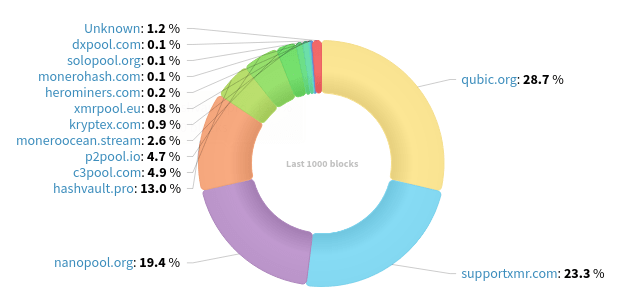 Unknown: 1.2 %
dxpool.com: 0.1 %
solopool.org: 0.1 %
monerohash.com: 0.1 %
herominers.com: 0.2 %
xmrpool.eu: 0.8 %
kryptex.com: 0.9 %
moneroocean.stream: 2.6 %
p2pool.io: 4.7 %
c3pool.com: 4.9 %
hashvault.pro: 13.0 %
nanopool.org: 19.4 %
Last 1000 blocks
qubic.org: 28.7 %
supportxmr.com: 23.3 %